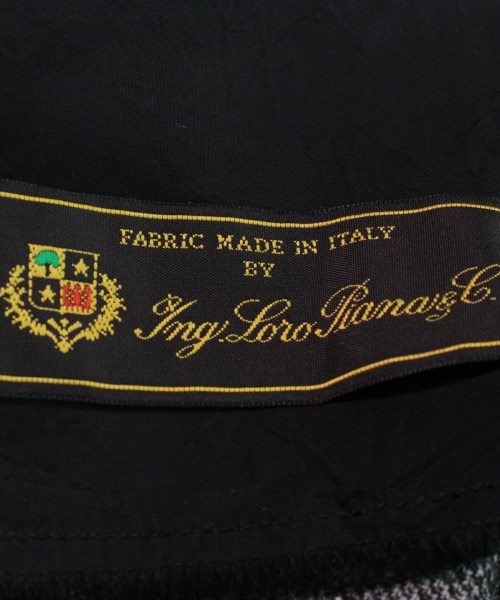 FABRIC MADE IN ITALY
BY
Ing. Loro Piana & C